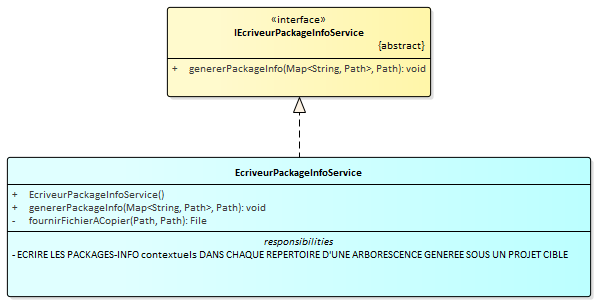 «interface»
IEcriveurPackageInfoService
{abstract}
+ genererPackageInfo(Map<String, Path>, Path): void
EcriveurPackageInfoService
+ EcriveurPackageInfoService()
+ genererPackageInfo(Map<String, Path>, Path): void
- fournirFichierACopier(Path, Path): File
responsibilities
- ECRIRE LES PACKAGES-INFO contextuels DANS CHAQUE REPERTOIRE D'UNE ARBORESCENCE GENEREE SOUS UN PROJET CIBLE